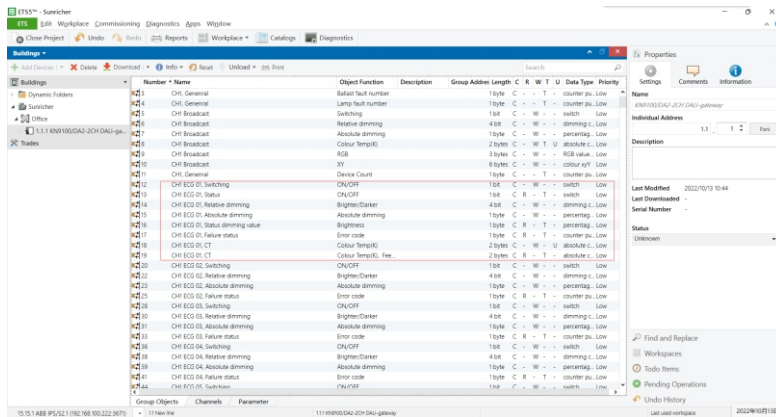 ETS5™ - Sunricher
ETS Edit Workplace Commissioning Diagnostics Apps Window
Close Project Undo Redo Reports Workplace Catalogs Diagnostics
Buildings
Add Devices Delete Download Info Reset Unload Print Search
Buildings
Dynamic Folders
Sunricher
Office
1.1.1 KN9100/DA2-2CH DALI-ga...
Trades
Number Name Object Function Description Group Addres Length C R W T U Data Type Priority
3 CH1, Genenral Ballast fault number 1 byte C - - T - counter pu... Low
4 CH1, Genenral Lamp fault number 1 byte C - - T - counter pu... Low
5 CH1 Broadcast Switching 1 bit C - W - - switch Low
6 CH1 Broadcast Relative dimming 4 bit C - W - - dimming c... Low
7 CH1 Broadcast Absolute dimming 1 byte C - W - - percentag... Low
8 CH1 Broadcast Colour Temp(K) 2 bytes C - W T U absolute c... Low
9 CH1 Broadcast RGB 3 bytes C - W - - RGB value... Low
10 CH1 Broadcast XY 6 bytes C - W - - colour xyY Low
11 CH1, Genenral Device Count 1 byte C - - T - counter pu... Low
12 CH1 ECG 01, Switching ON/OFF 1 bit C - W - - switch Low
13 CH1 ECG 01, Status ON/OFF 1 bit C R - T - switch Low
14 CH1 ECG 01, Relative dimming Brighter/Darker 4 bit C - W - - dimming c... Low
15 CH1 ECG 01, Absolute dimming Absolute dimming 1 byte C - W - - percentag... Low
16 CH1 ECG 01, Status dimming value Brightness 1 byte C R - T - percentag... Low
17 CH1 ECG 01, Failure status Error code 1 byte C R - T - counter pu... Low
18 CH1 ECG 01, CT Colour Temp(K) 2 bytes C - W - U absolute c... Low
19 CH1 ECG 01, CT Colour Temp(K), Fee... 2 bytes C R - T - absolute c... Low
20 CH1 ECG 02, Switching ON/OFF 1 bit C - W - - switch Low
22 CH1 ECG 02, Relative dimming Brighter/Darker 4 bit C - W - - dimming c... Low
23 CH1 ECG 02, Absolute dimming Absolute dimming 1 byte C - W - - percentag... Low
25 CH1 ECG 02, Failure status Error code 1 byte C R - T - counter pu... Low
28 CH1 ECG 03, Switching ON/OFF 1 bit C - W - - switch Low
30 CH1 ECG 03, Relative dimming Brighter/Darker 4 bit C - W - - dimming c... Low
31 CH1 ECG 03, Absolute dimming Absolute dimming 1 byte C - W - - percentag... Low
33 CH1 ECG 03, Failure status Error code 1 byte C R - T - counter pu... Low
36 CH1 ECG 04, Switching ON/OFF 1 bit C - W - - switch Low
38 CH1 ECG 04, Relative dimming Brighter/Darker 4 bit C - W - - dimming c... Low
39 CH1 ECG 04, Absolute dimming Absolute dimming 1 byte C - W - - percentag... Low
41 CH1 ECG 04, Failure status Error code 1 byte C R - T - counter pu... Low
44 CH1 ECG 05, Switching ON/OFF 1 bit C - W - - switch Low
Group Objects Channels Parameter
Properties
Settings Comments Information
Name
KN9100/DA2-2CH DALI-gateway
Individual Address
1.1 . 1 Park
Description
Last Modified 2022/10/13 10:44
Last Downloaded -
Serial Number -
Status
Unknown
Find and Replace
Workspaces
Todo Items
Pending Operations
Undo History
15.15.1 ABB IPS/S2.1 (192.168.100.222:3671) 1.1 New line 1.1.1 KN9100/DA2-2CH DALI-gateway Last used workspace